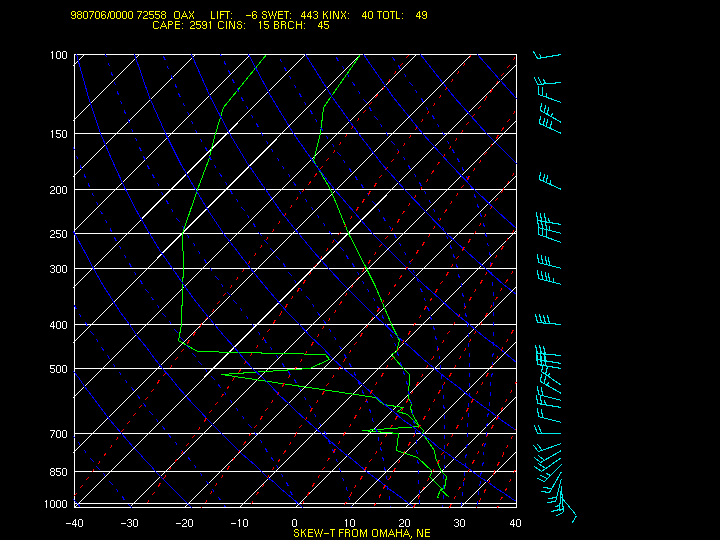 980706/0000 72558 OAX LIFT: -6 SWET: 443 KINX: 40 TOTL: 49
CAPE: 2591 CINS: 15 BRCH: 45
100
150
200
250
300
400
500
700
850
1000
-40 -30 -20 -10 0 10 20 30 40
SKEW-T FROM OMAHA, NE